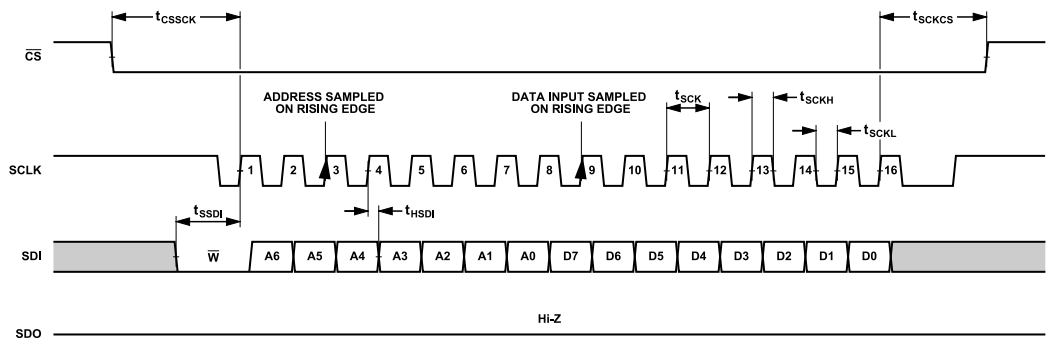 tCSSCK
tSCKCS
CS
ADDRESS SAMPLED
ON RISING EDGE
DATA INPUT SAMPLED
ON RISING EDGE
tSCK
tSCKH
tSCKL
SCLK
1 2 3 4 5 6 7 8 9 10 11 12 13 14 15 16
tSSDI
tHSDI
SDI
W A6 A5 A4 A3 A2 A1 A0 D7 D6 D5 D4 D3 D2 D1 D0
Hi-Z
SDO